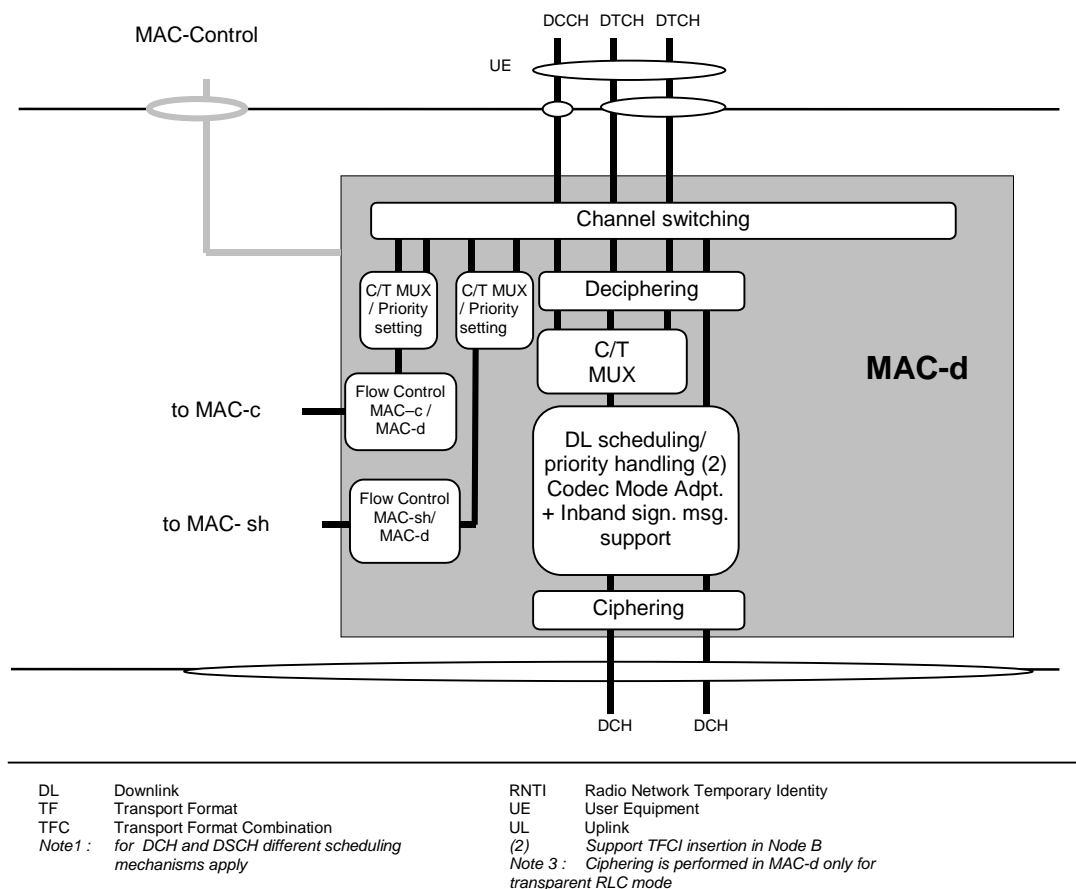 DCCH DTCH DTCH
MAC-Control
UE
Channel switching
C/T MUX
/ Priority
setting
C/T MUX
/ Priority
setting
Deciphering
C/T
MUX
MAC-d
Flow Control
MAC–c /
MAC-d
to MAC-c
DL scheduling/
priority handling (2)
Codec Mode Adpt.
+ Inband sign. msg.
support
Flow Control
MAC-sh/
MAC-d
to MAC- sh
Ciphering
DCH DCH
DL Downlink
TF Transport Format
TFC Transport Format Combination
Note1 : for DCH and DSCH different scheduling
mechanisms apply
RNTI Radio Network Temporary Identity
UE User Equipment
UL Uplink
(2) Support TFCI insertion in Node B
Note 3 : Ciphering is performed in MAC-d only for
transparent RLC mode